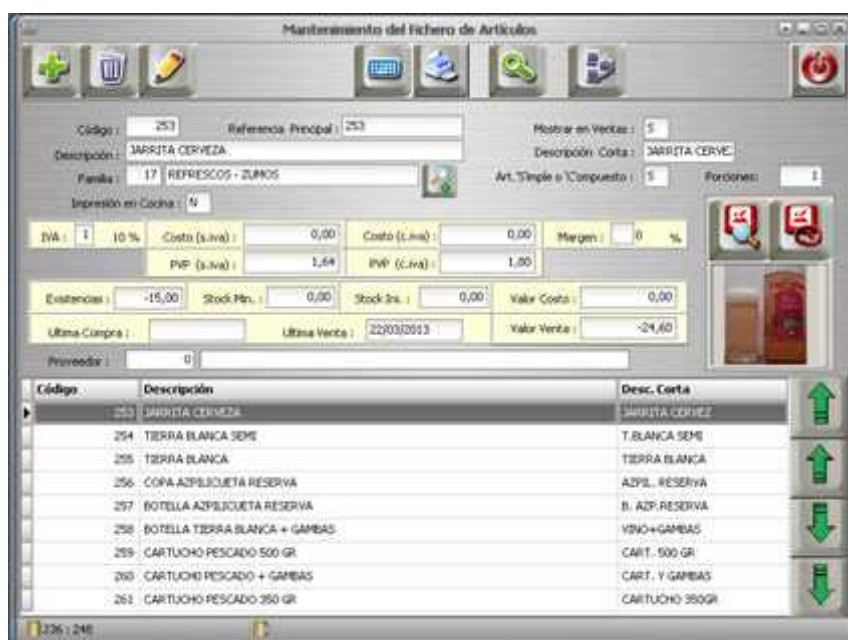 Mantenimiento del Fichero de Artículos
Código : 253 Referencia Principal : 253 Mostrar en Ventas : S
Descripción : JARRITA CERVEZA Descripción Corta : JARRITA CERVE
Familia : 17 REFRESCOS - ZUMOS Art. 'S'imple o 'C'ompuesto : S Porciones: 1
Impresión en Cocina : N
IVA : 1 10 % Costo (s.iva) : 0,00 Costo (c.iva) : 0,00 Margen : 0 %
PVP (s.iva) : 1,64 PVP (c.iva) : 1,80
Existencias : -15,00 Stock Min. : 0,00 Stock Ini. : 0,00 Valor Costo : 0,00
Ultima Compra : Ultima Venta : 22/03/2013 Valor Venta : -24,60
Proveedor : 0
Código Descripción Desc. Corta
253 JARRITA CERVEZA JARRITA CERVEZ
254 TIERRA BLANCA SEMI T.BLANCA SEMI
255 TIERRA BLANCA TIERRA BLANCA
256 COPA AZPILICUETA RESERVA AZPIL. RESERVA
257 BOTELLA AZPILICUETA RESERVA B. AZP.RESERVA
258 BOTELLA TIERRA BLANCA + GAMBAS VINO+GAMBAS
259 CARTUCHO PESCADO 500 GR CART. 500 GR
260 CARTUCHO PESCADO + GAMBAS CART. Y GAMBAS
261 CARTUCHO PESCADO 350 GR CARTUCHO 350GR
236 : 248